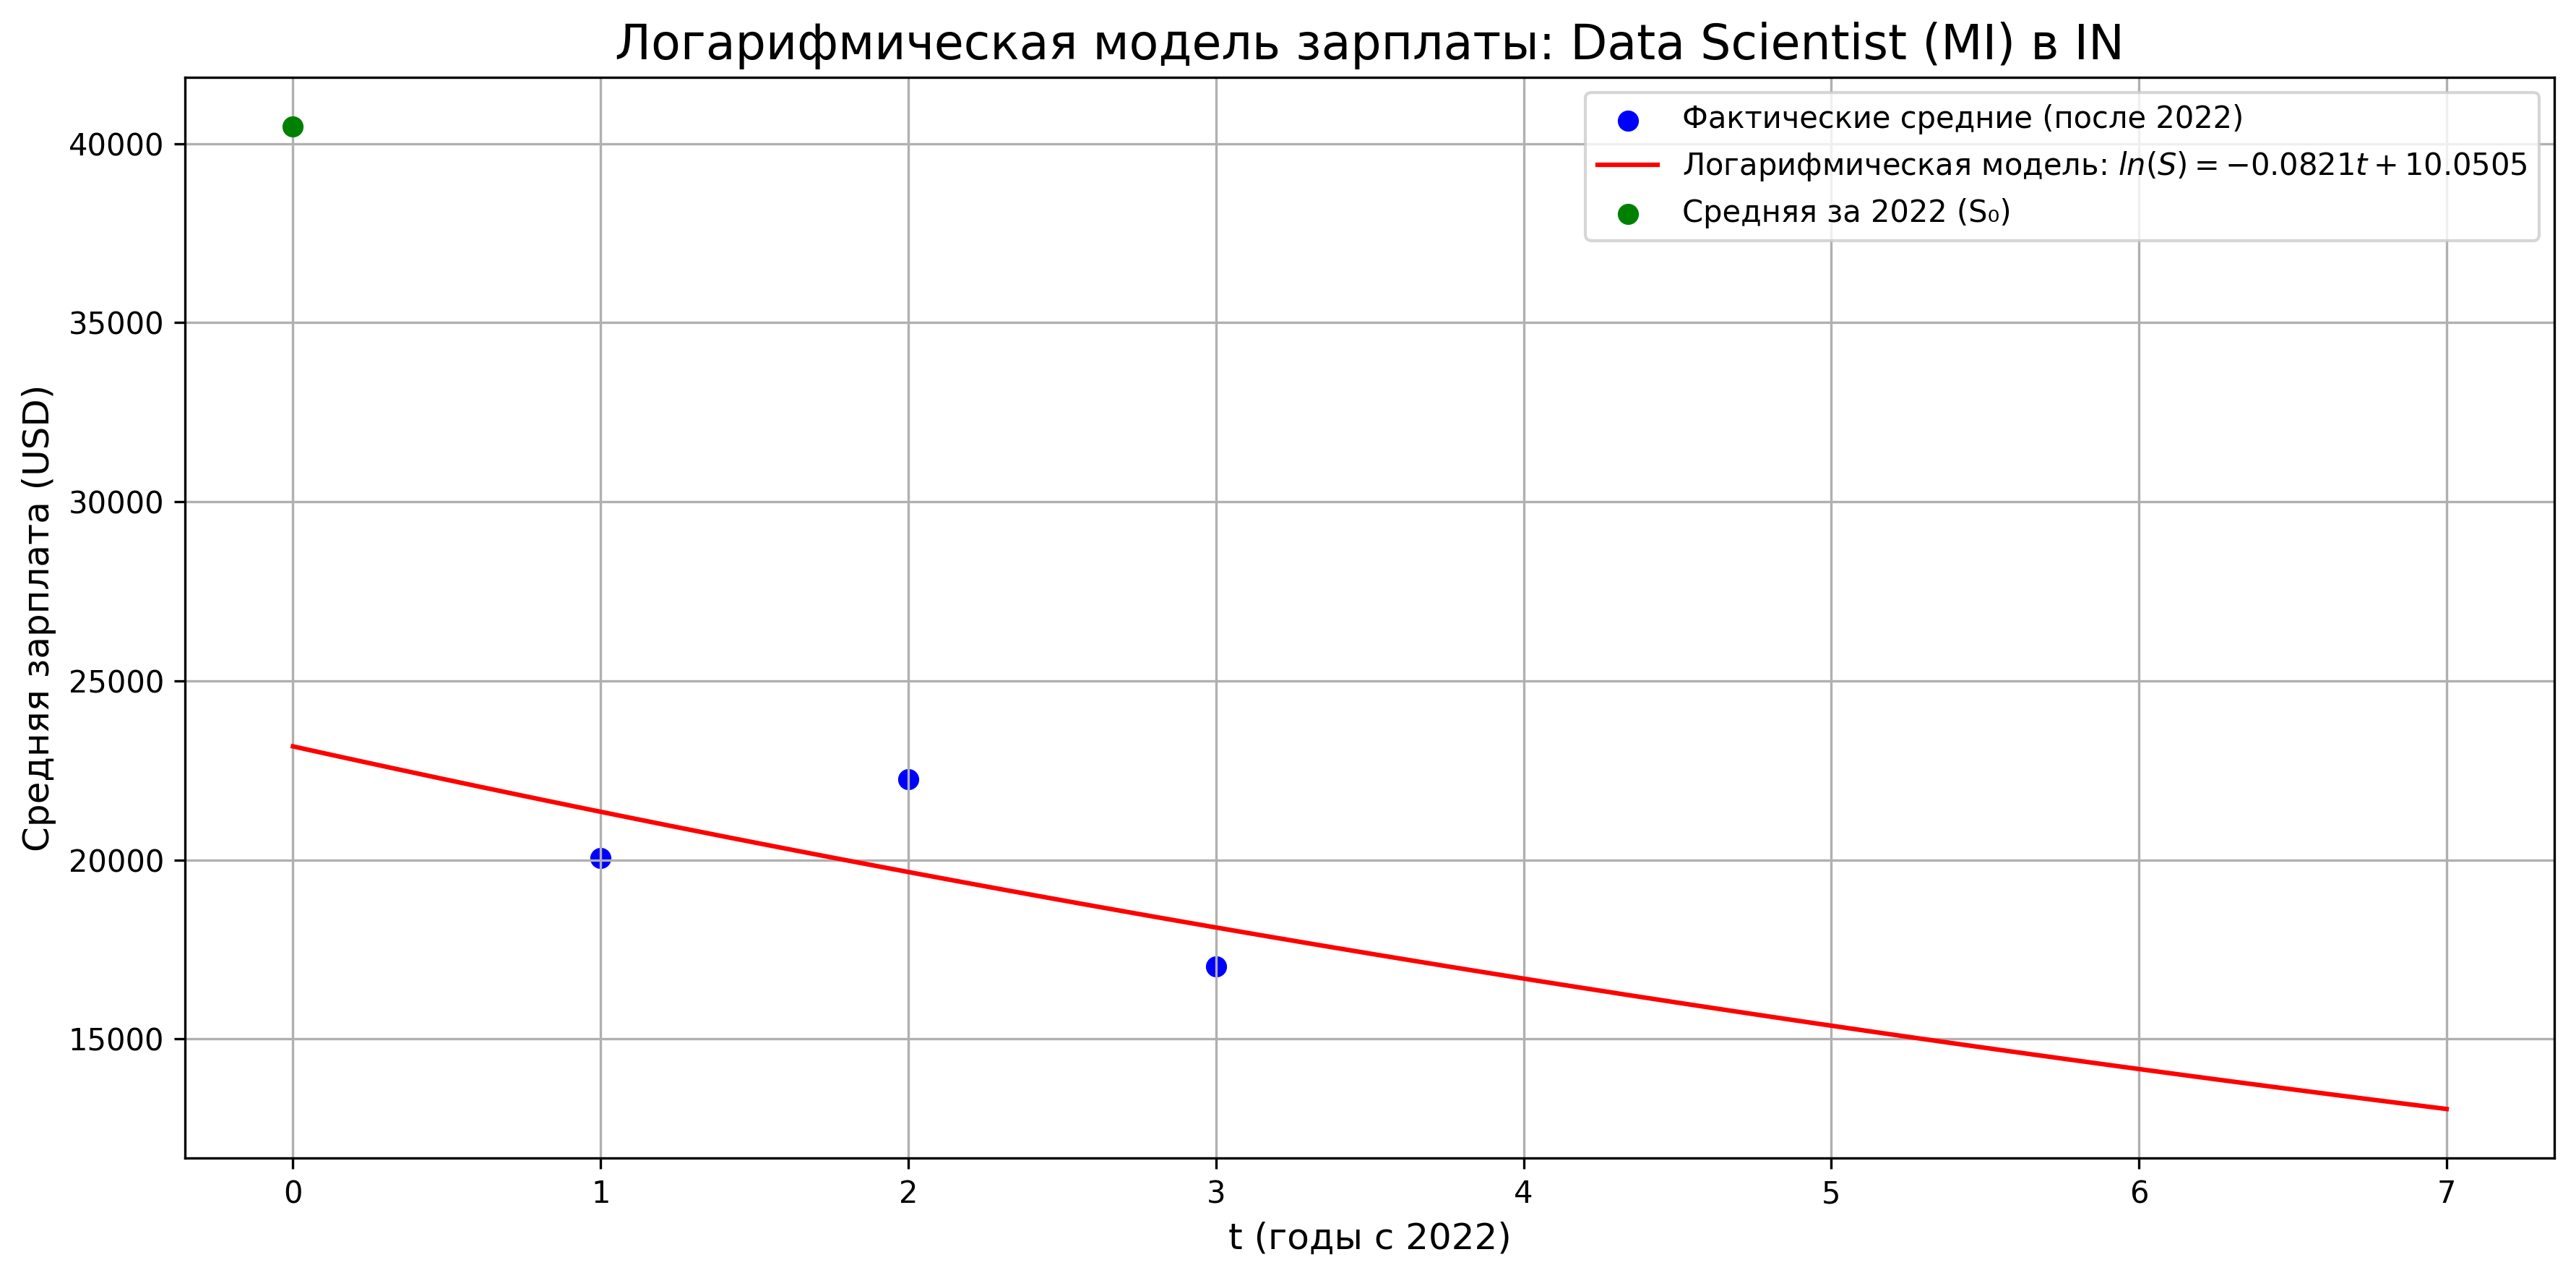 Логарифмическая модель зарплаты: Data Scientist (MI) в IN
Фактические средние (после 2022)
Логарифмическая модель: ln(S) = −0.0821t + 10.0505
Средняя за 2022 (S₀)
Средняя зарплата (USD)
40000
35000
30000
25000
20000
15000
0 1 2 3 4 5 6 7
t (годы с 2022)